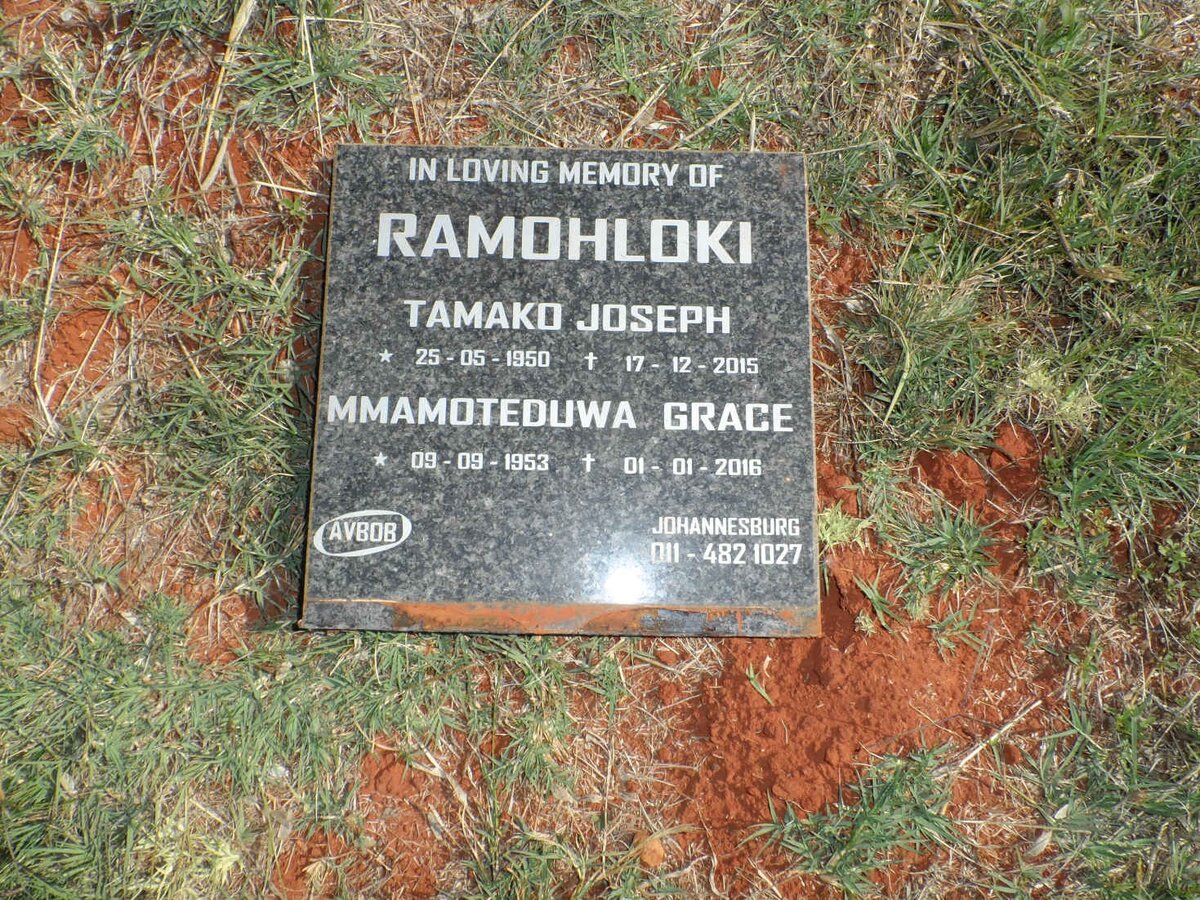 IN LOVING MEMORY OF
RAMOHLOKI
TAMAKO JOSEPH
★ 25 - 05 - 1950 ✝ 17 - 12 - 2015
MMAMOTEDUWA GRACE
★ 09 - 09 - 1953 ✝ 01 - 01 - 2016
AVBOB
JOHANNESBURG
011 - 482 1027